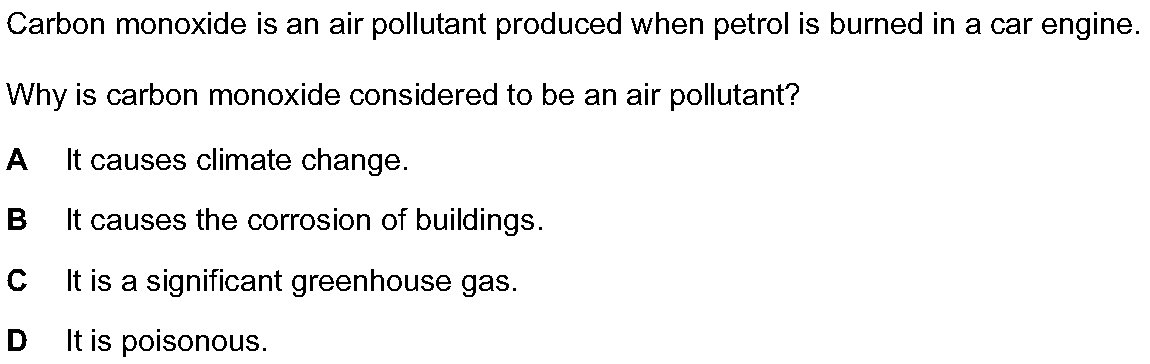 Carbon monoxide is an air pollutant produced when petrol is burned in a car engine.
Why is carbon monoxide considered to be an air pollutant?
A It causes climate change.
B It causes the corrosion of buildings.
C It is a significant greenhouse gas.
D It is poisonous.